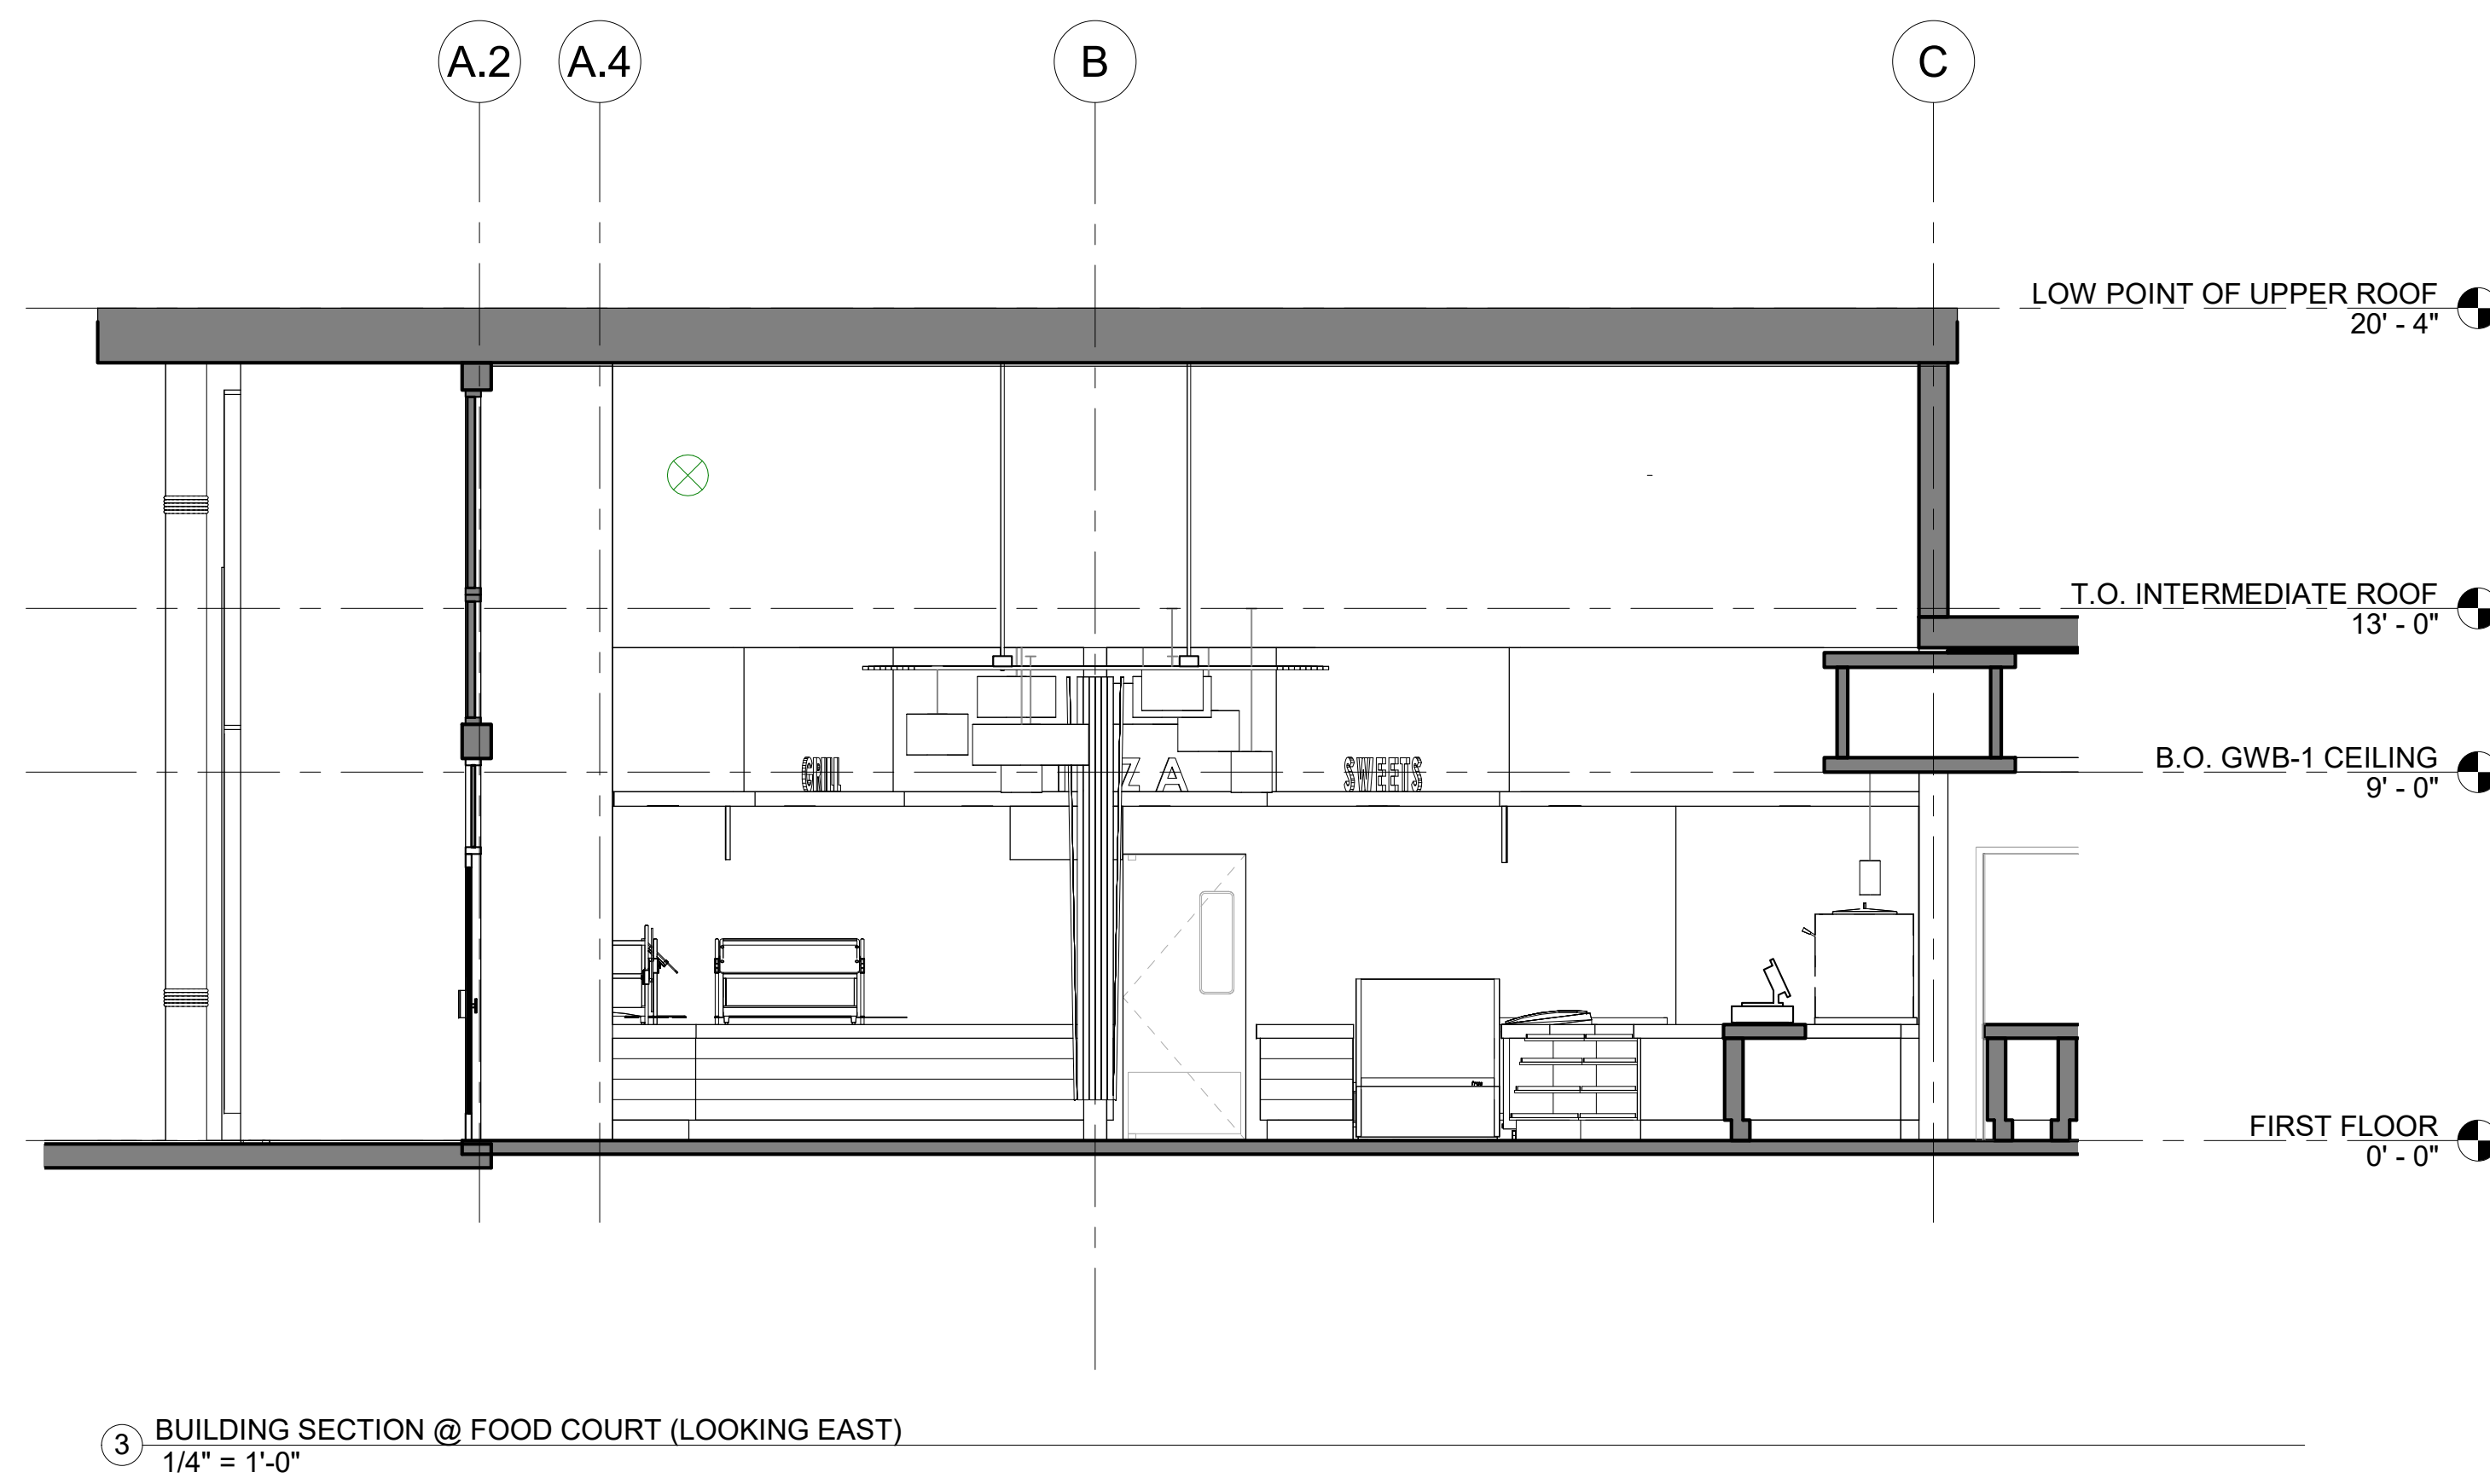 A.2 A.4 B C
LOW POINT OF UPPER ROOF
20' - 4"
T.O. INTERMEDIATE ROOF
13' - 0"
B.O. GWB-1 CEILING
9' - 0"
GRILL
ZA
SWEETS
FIRST FLOOR
0' - 0"
3 BUILDING SECTION @ FOOD COURT (LOOKING EAST)
1/4" = 1'-0"